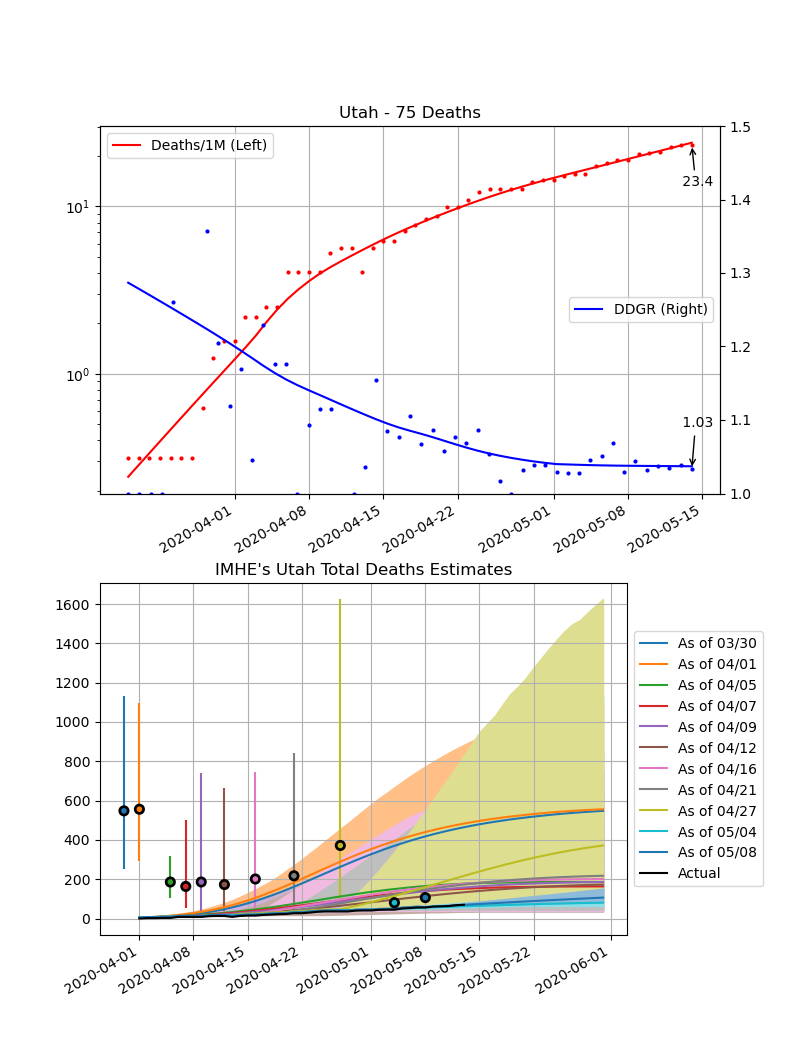 Utah - 75 Deaths
Deaths/1M (Left)
DDGR (Right)
23.4
1.03
10¹
10⁰
1.5
1.4
1.3
1.2
1.1
1.0
2020-04-01
2020-04-08
2020-04-15
2020-04-22
2020-05-01
2020-05-08
2020-05-15
IMHE's Utah Total Deaths Estimates
1600
1400
1200
1000
800
600
400
200
0
2020-04-01
2020-04-08
2020-04-15
2020-04-22
2020-05-01
2020-05-08
2020-05-15
2020-05-22
2020-06-01
As of 03/30
As of 04/01
As of 04/05
As of 04/07
As of 04/09
As of 04/12
As of 04/16
As of 04/21
As of 04/27
As of 05/04
As of 05/08
Actual